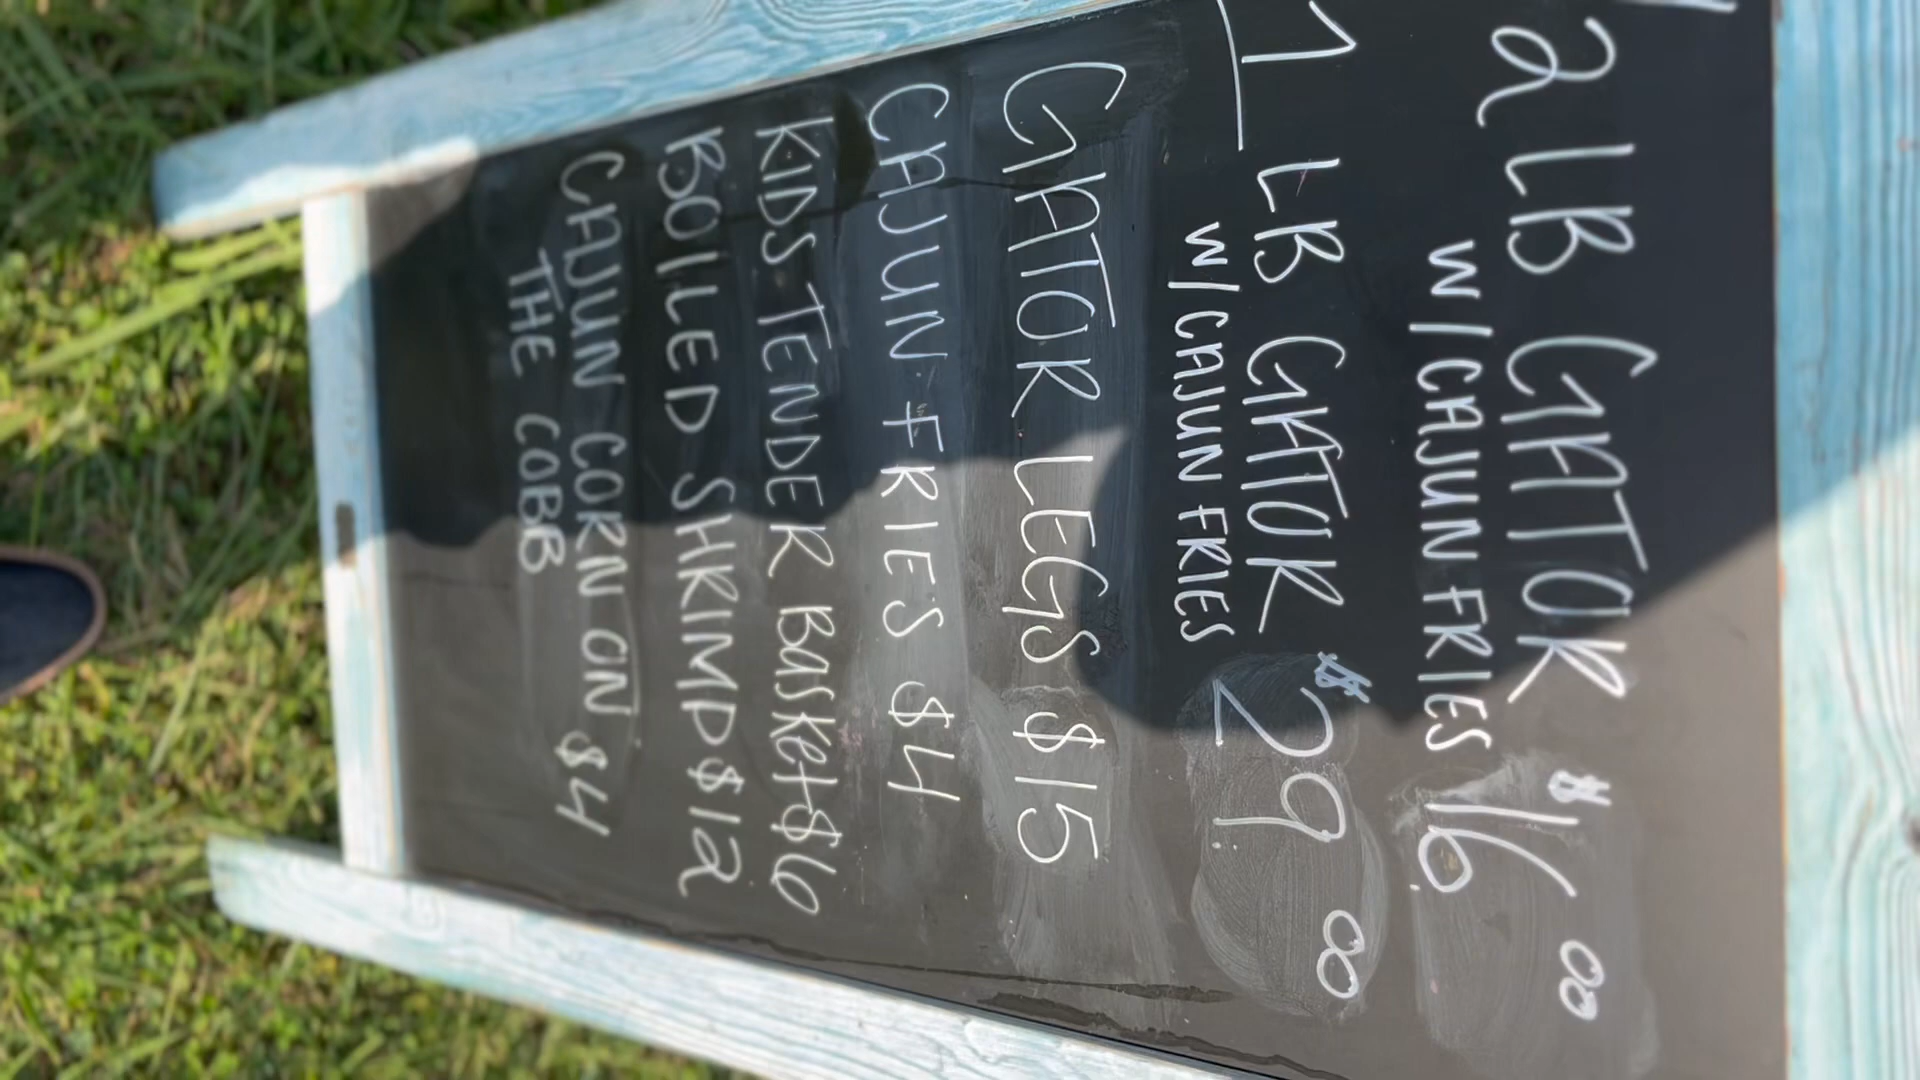 2 LB GATOR $16.00
W/CAJUN FRIES
1 LB GATOR $29.00
W/CAJUN FRIES
GATOR LEGS $15
CAJUN FRIES $4
KIDS TENDER BASKET $6
BOILED SHRIMP $12
CAJUN CORN ON $4
THE COBB